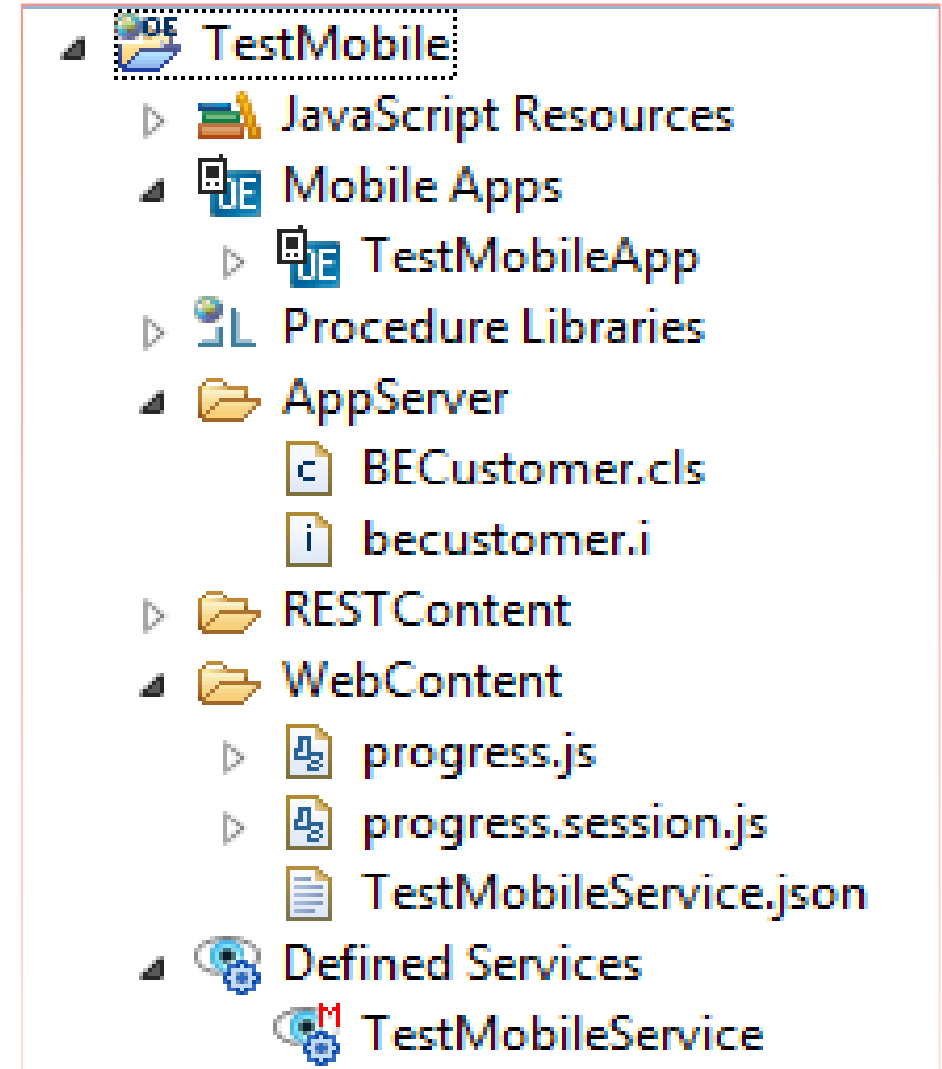 TestMobile
JavaScript Resources
Mobile Apps
TestMobileApp
Procedure Libraries
AppServer
BECustomer.cls
becustomer.i
RESTContent
WebContent
progress.js
progress.session.js
TestMobileService.json
Defined Services
TestMobileService